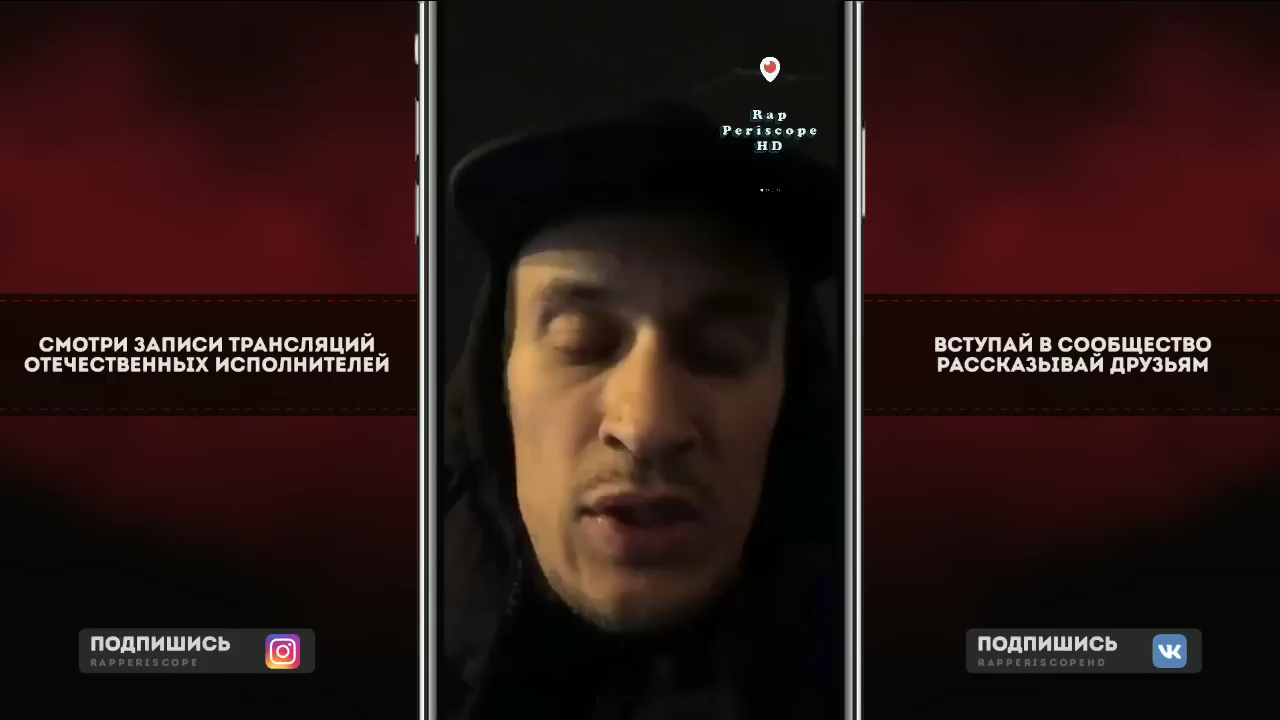 Rap
Periscope
HD
СМОТРИ ЗАПИСИ ТРАНСЛЯЦИЙ
ОТЕЧЕСТВЕННЫХ ИСПОЛНИТЕЛЕЙ
ВСТУПАЙ В СООБЩЕСТВО
РАССКАЗЫВАЙ ДРУЗЬЯМ
ПОДПИШИСЬ
RAPPERISCOPE
ПОДПИШИСЬ
RAPPERISCOPEHD